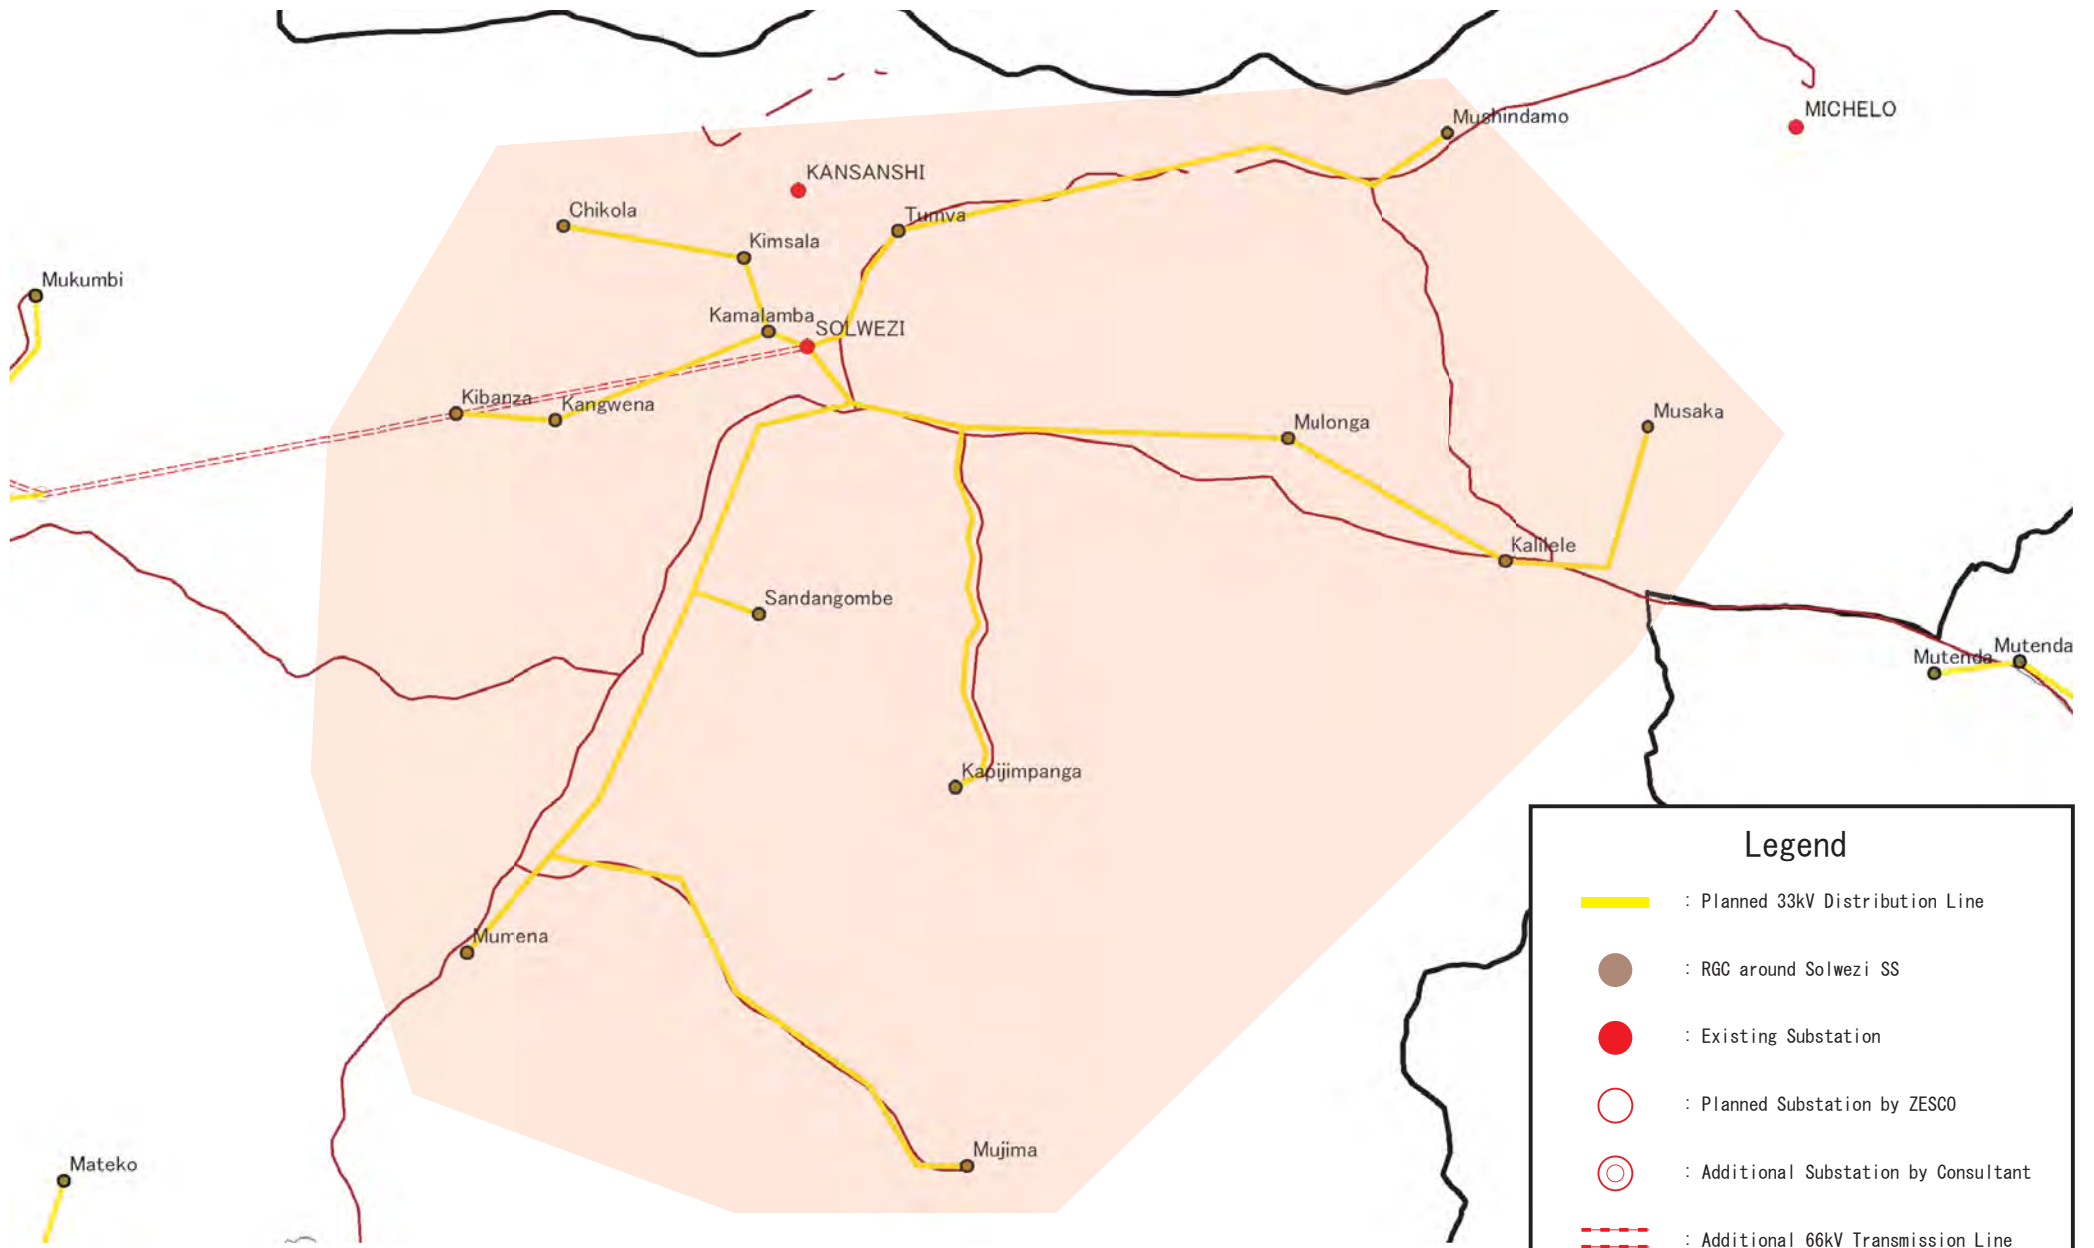 Mushindamo
MICHELO
KANSANSHI
Chikola
Tumva
Kimsala
Mukumbi
Kamalamba
SOLWEZI
Kibanza
Kangwena
Mulonga
Musaka
Kalilele
Sandangombe
Mutenda
Mutenda
Kapijimpanga
Mumena
Mujima
Mateko
Legend
: Planned 33kV Distribution Line
: RGC around Solwezi SS
: Existing Substation
: Planned Substation by ZESCO
: Additional Substation by Consultant
: Additional 66kV Transmission Line